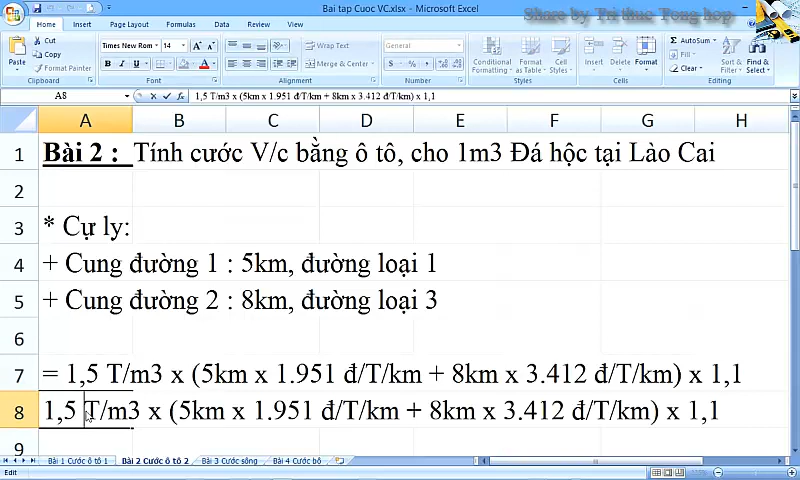 Bai tap Cuoc VC.xlsx - Microsoft Excel
Share by Tri thuc Tong hop
Home Insert Page Layout Formulas Data Review View
Cut
Copy
Format Painter
Paste
Times New Rom 14
B I U
Wrap Text
Merge & Center
General
Conditional Formatting
Format as Table
Cell Styles
Insert Delete Format
AutoSum
Fill
Clear
Sort & Filter
Find & Select
Clipboard Font Alignment Number Styles Cells Editing
A8 fx 1,5 T/m3 x (5km x 1.951 đ/T/km + 8km x 3.412 đ/T/km) x 1,1
A B C D E F G H
1 Bài 2 : Tính cước V/c bằng ô tô, cho 1m3 Đá hộc tại Lào Cai
2
3 * Cự ly:
4 + Cung đường 1 : 5km, đường loại 1
5 + Cung đường 2 : 8km, đường loại 3
6
7 = 1,5 T/m3 x (5km x 1.951 đ/T/km + 8km x 3.412 đ/T/km) x 1,1
8 1,5 T/m3 x (5km x 1.951 đ/T/km + 8km x 3.412 đ/T/km) x 1,1
9
Bài 1 Cước ô tô 1 Bài 2 Cước ô tô 2 Bài 3 Cước sông Bài 4 Cước bộ
Edit